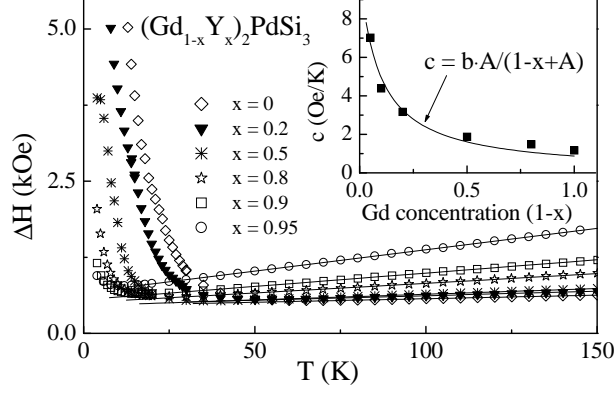 5.0
2.5
0.0
ΔH (kOe)
(Gd1-xYx)2PdSi3
x = 0
x = 0.2
x = 0.5
x = 0.8
x = 0.9
x = 0.95
0
50
100
150
T (K)
8
6
4
2
0
c (Oe/K)
c = b·A/(1-x+A)
0.0
0.5
1.0
Gd concentration (1-x)